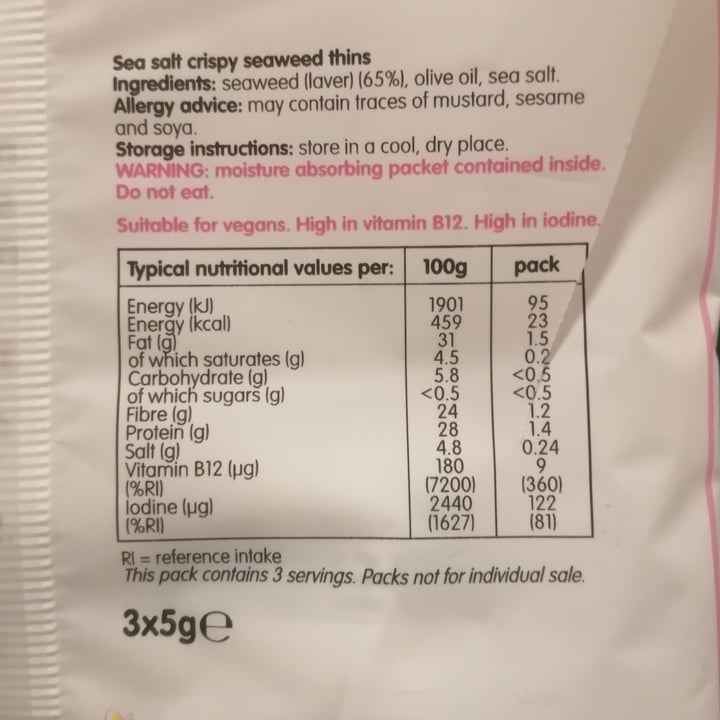 Sea salt crispy seaweed thins
Ingredients: seaweed (laver) (65%), olive oil, sea salt.
Allergy advice: may contain traces of mustard, sesame
and soya.
Storage instructions: store in a cool, dry place.
WARNING: moisture absorbing packet contained inside.
Do not eat.
Suitable for vegans. High in vitamin B12. High in iodine.
Typical nutritional values per: 100g pack
Energy (kJ) 1901 95
Energy (kcal) 459 23
Fat (g) 31 1.5
of which saturates (g) 4.5 0.2
Carbohydrate (g) 5.8 <0.5
of which sugars (g) <0.5 <0.5
Fibre (g) 24 1.2
Protein (g) 28 1.4
Salt (g) 4.8 0.24
Vitamin B12 (µg) 180 9
(%RI) (7200) (360)
Iodine (µg) 2440 122
(%RI) (1627) (81)
RI = reference intake
This pack contains 3 servings. Packs not for individual sale.
3x5g℮